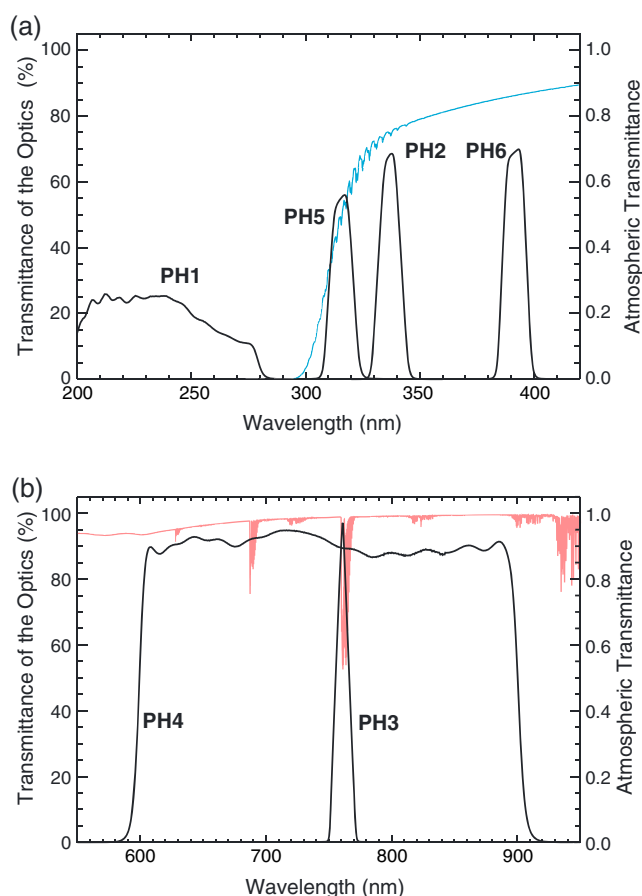 (a)
Transmittance of the Optics (%)
100
80
60
40
20
0
PH1
PH5
PH2
PH6
1.0
0.8
0.6
0.4
0.2
0.0
Atmospheric Transmittance
200
250
300
350
400
Wavelength (nm)
(b)
Transmittance of the Optics (%)
100
80
60
40
20
0
PH4
PH3
1.0
0.8
0.6
0.4
0.2
0.0
Atmospheric Transmittance
600
700
800
900
Wavelength (nm)